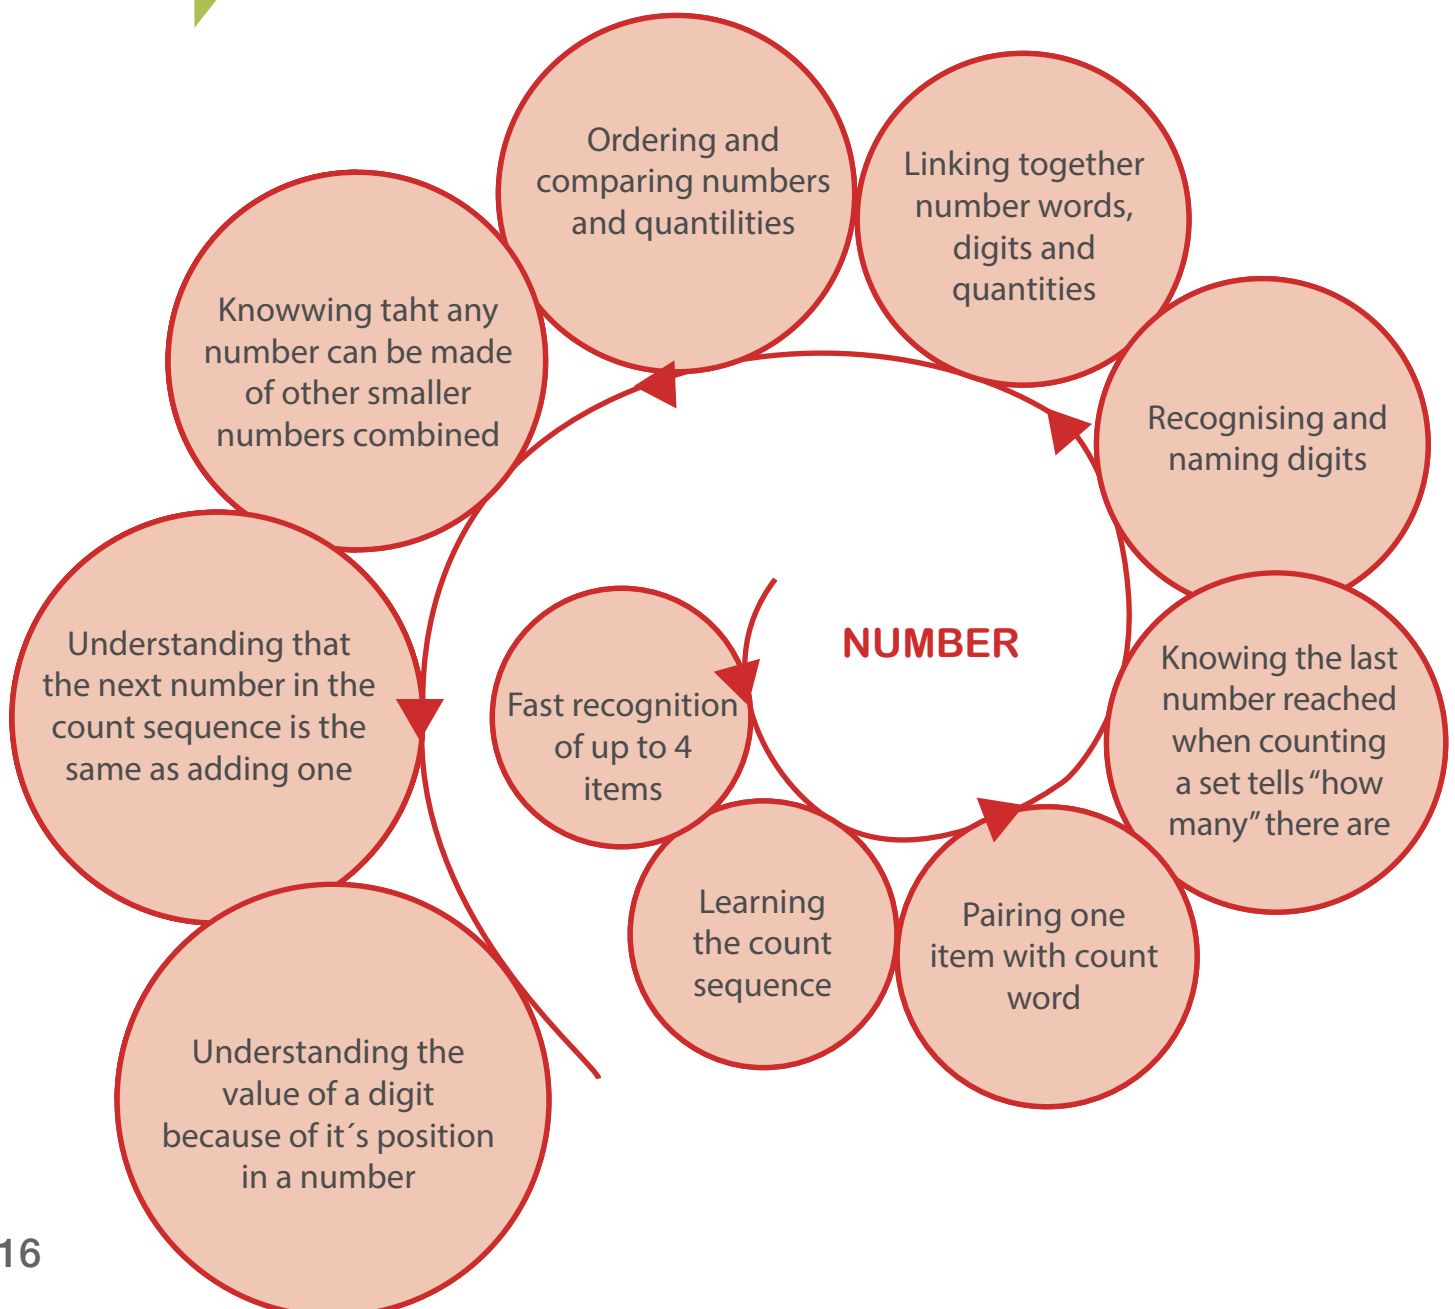 NUMBER
Fast recognition
of up to 4
items
Learning
the count
sequence
Pairing one
item with count
word
Knowing the last
number reached
when counting
a set tells “how
many” there are
Recognising and
naming digits
Linking together
number words,
digits and
quantities
Ordering and
comparing numbers
and quantilities
Knowwing taht any
number can be made
of other smaller
numbers combined
Understanding that
the next number in the
count sequence is the
same as adding one
Understanding the
value of a digit
because of it´s position
in a number
16